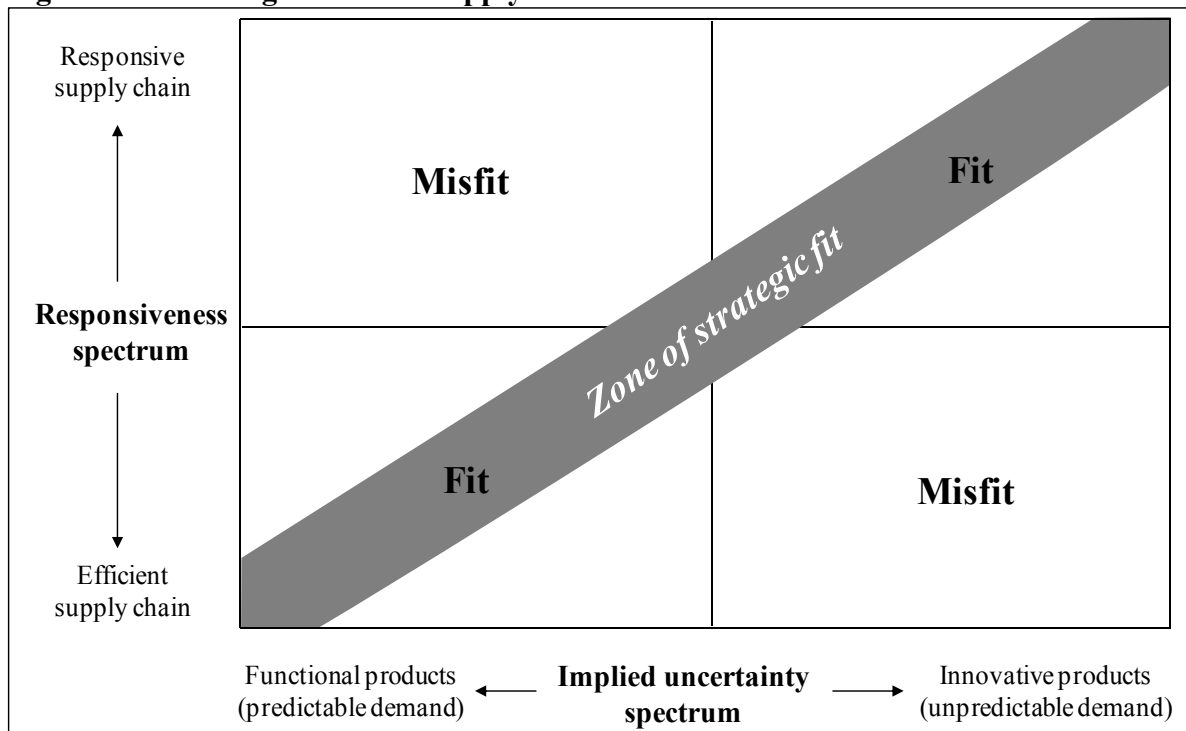 Responsive
supply chain
Misfit
Fit
Zone of strategic fit
Responsiveness
spectrum
Fit
Misfit
Efficient
supply chain
Functional products
(predictable demand)
Implied uncertainty
spectrum
Innovative products
(unpredictable demand)